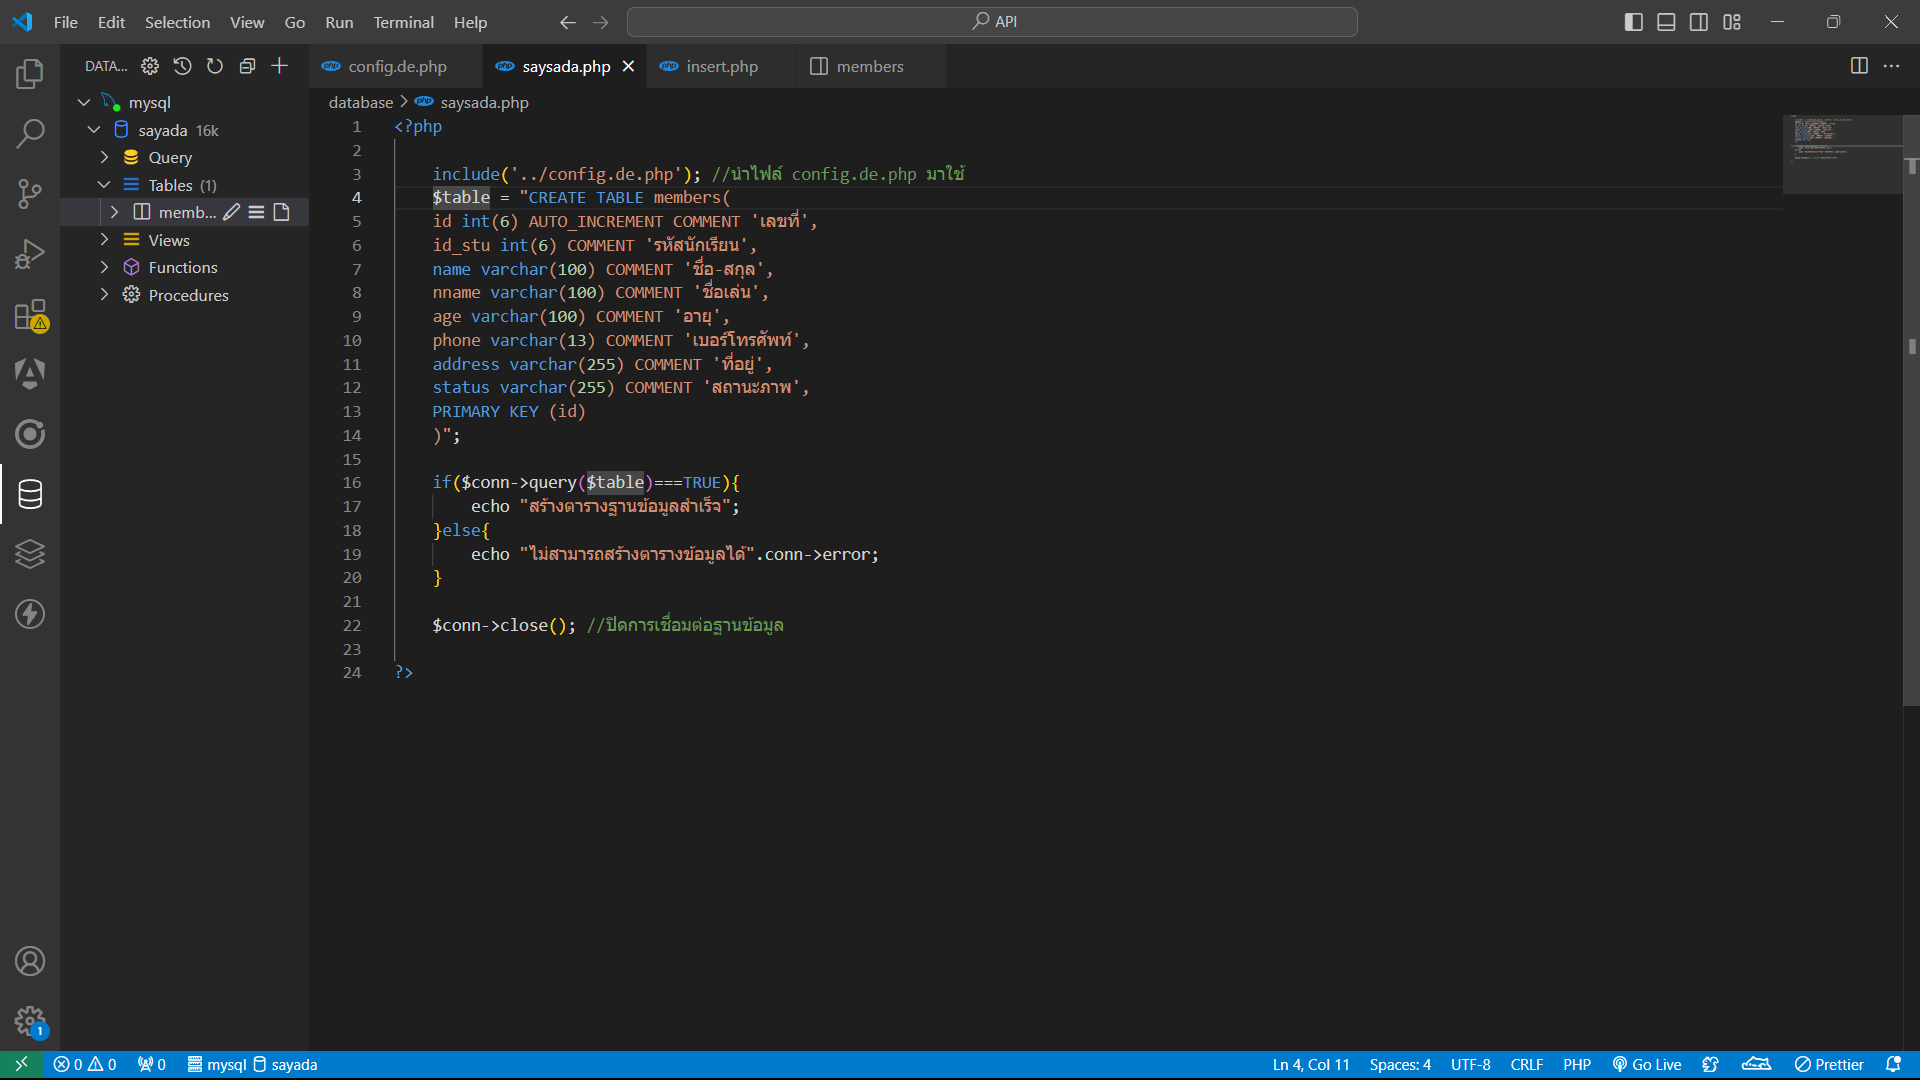 File Edit Selection View Go Run Terminal Help
API
DATA...
config.de.php
saysada.php
insert.php
members
mysql
sayada 16k
Query
Tables (1)
memb...
Views
Functions
Procedures
database > saysada.php
1 <?php
2
3 include('../config.de.php'); //นำไฟล์ config.de.php มาใช้
4 $table = "CREATE TABLE members(
5 id int(6) AUTO_INCREMENT COMMENT 'เลขที่',
6 id_stu int(6) COMMENT 'รหัสนักเรียน',
7 name varchar(100) COMMENT 'ชื่อ-สกุล',
8 nname varchar(100) COMMENT 'ชื่อเล่น',
9 age varchar(100) COMMENT 'อายุ',
10 phone varchar(13) COMMENT 'เบอร์โทรศัพท์',
11 address varchar(255) COMMENT 'ที่อยู่',
12 status varchar(255) COMMENT 'สถานะภาพ',
13 PRIMARY KEY (id)
14 )";
15
16 if($conn->query($table)===TRUE){
17 echo "สร้างตารางฐานข้อมูลสำเร็จ";
18 }else{
19 echo "ไม่สามารถสร้างตารางข้อมูลได้".conn->error;
20 }
21
22 $conn->close(); //ปิดการเชื่อมต่อฐานข้อมูล
23
24 ?>
1
0 0 0 mysql sayada
Ln 4, Col 11 Spaces: 4 UTF-8 CRLF PHP Go Live Prettier